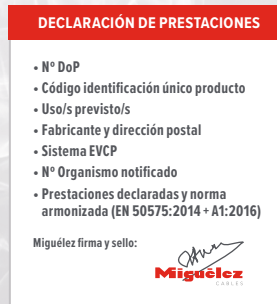 DECLARACIÓN DE PRESTACIONES
• Nº DoP
• Código identificación único producto
• Uso/s previsto/s
• Fabricante y dirección postal
• Sistema EVCP
• Nº Organismo notificado
• Prestaciones declaradas y norma
armonizada (EN 50575:2014 + A1:2016)
Miguélez firma y sello:
Miguélez
CABLES